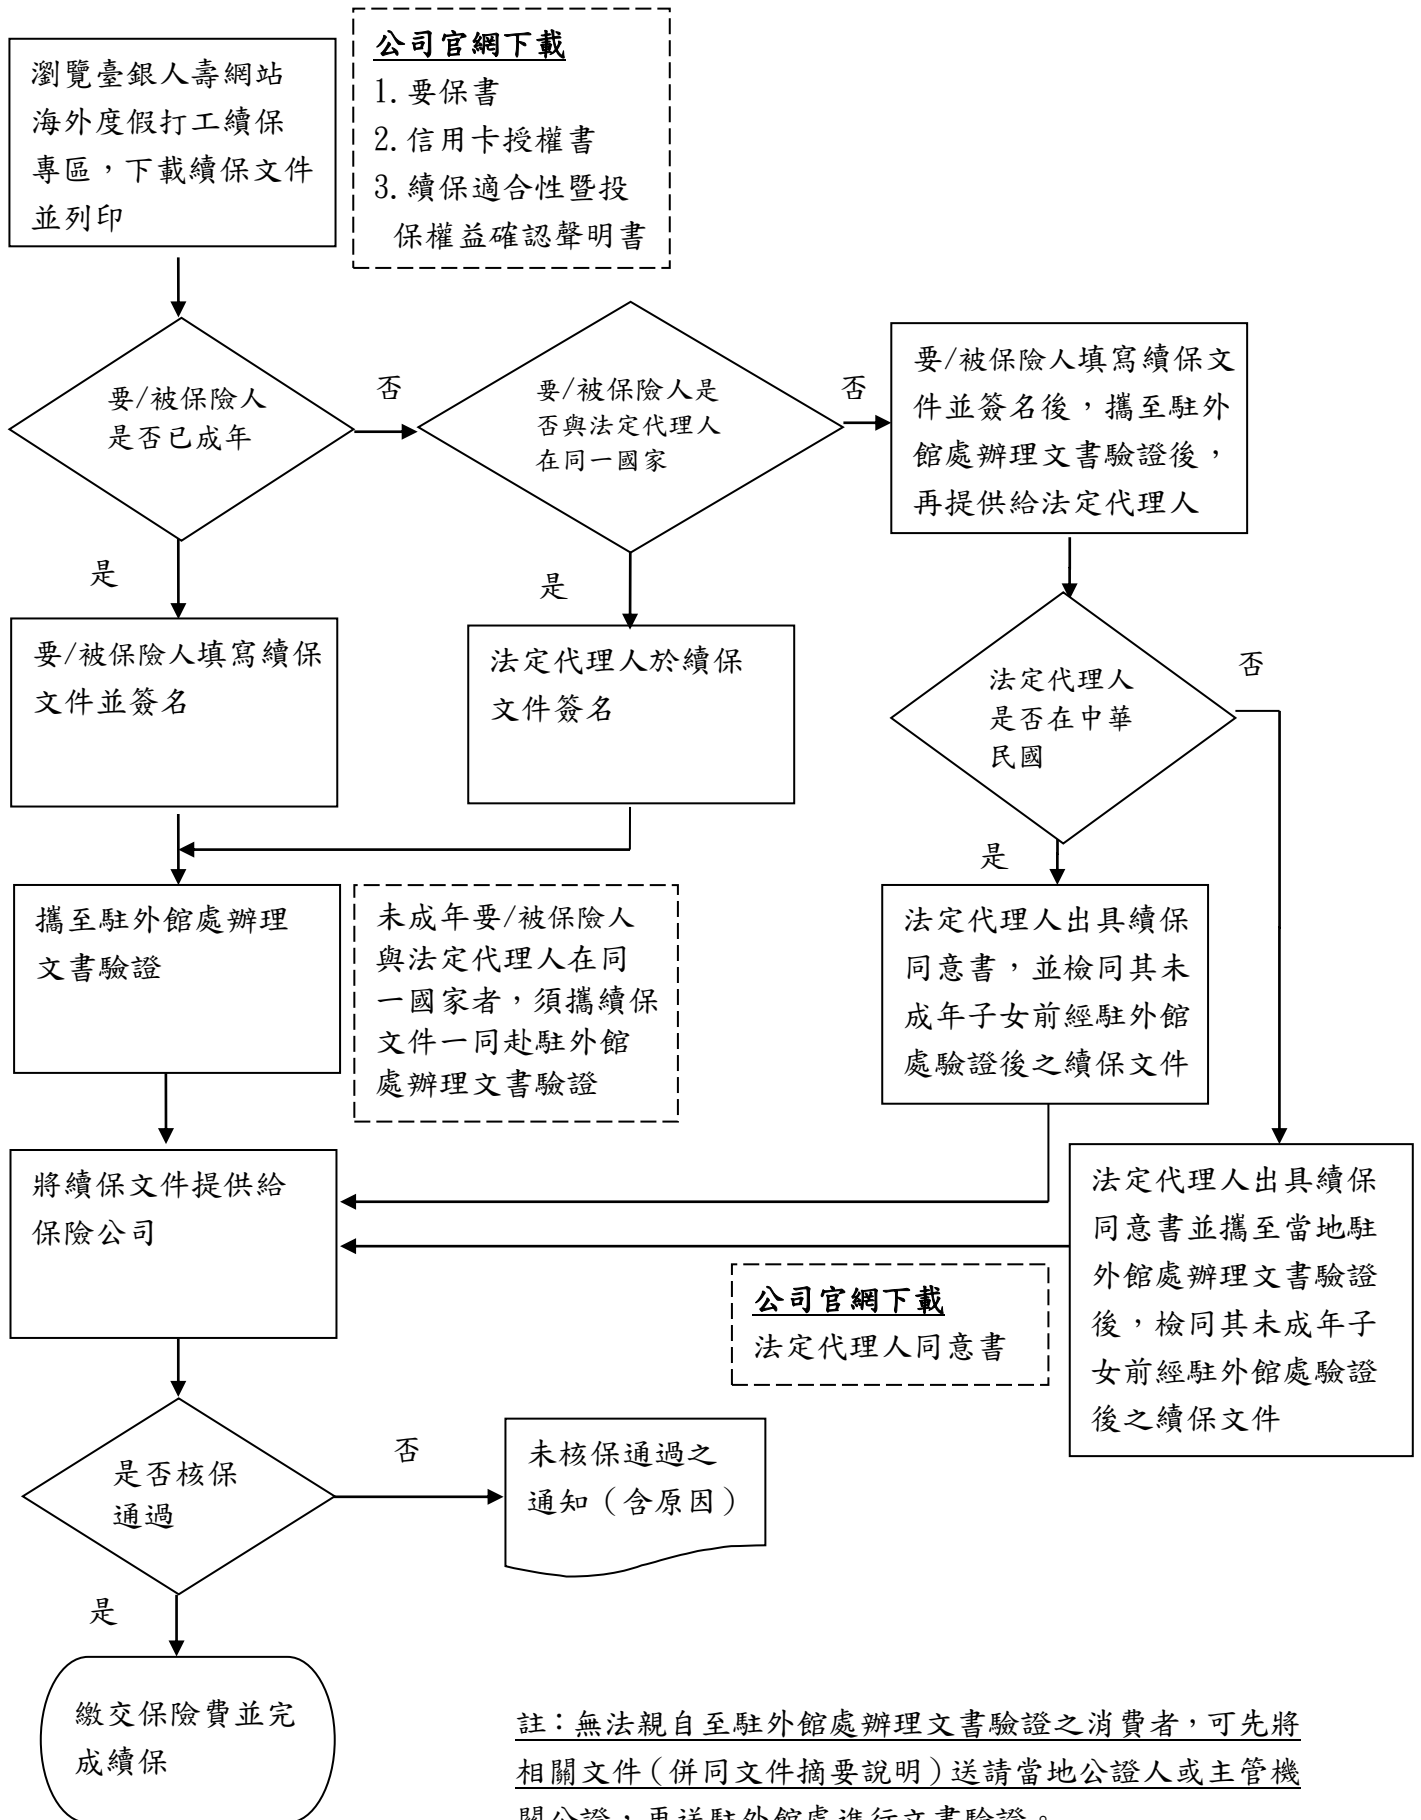 瀏覽臺銀人壽網站
海外度假打工續保
專區，下載續保文件
並列印
公司官網下載
1.要保書
2.信用卡授權書
3.續保適合性暨投
保權益確認聲明書
要/被保險人
是否已成年
否
要/被保險人是
否與法定代理人
在同一國家
否
要/被保險人填寫續保文
件並簽名後，攜至駐外
館處辦理文書驗證後，
再提供給法定代理人
是
是
要/被保險人填寫續保
文件並簽名
法定代理人於續保
文件簽名
法定代理人
是否在中華
民國
否
是
攜至駐外館處辦理
文書驗證
未成年要/被保險人
與法定代理人在同
一國家者，須攜續保
文件一同赴駐外館
處辦理文書驗證
法定代理人出具續保
同意書，並檢同其未
成年子女前經駐外館
處驗證後之續保文件
將續保文件提供給
保險公司
法定代理人出具續保
同意書並攜至當地駐
外館處辦理文書驗證
後，檢同其未成年子
女前經駐外館處驗證
後之續保文件
公司官網下載
法定代理人同意書
是否核保
通過
否
未核保通過之
通知（含原因）
是
繳交保險費並完
成續保
註：無法親自至駐外館處辦理文書驗證之消費者，可先將
相關文件（併同文件摘要說明）送請當地公證人或主管機
關公證，再送駐外館處進行文書驗證。